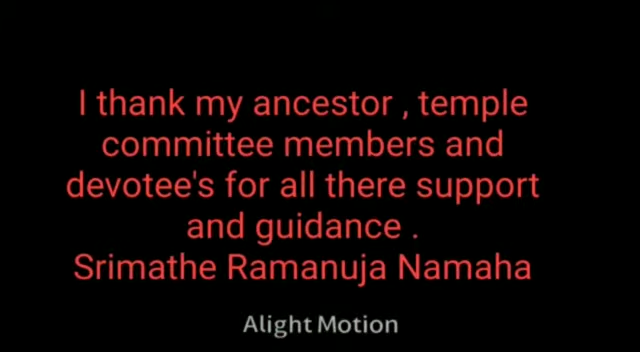 I thank my ancestor , temple
committee members and
devotee's for all there support
and guidance .
Srimathe Ramanuja Namaha
Alight Motion